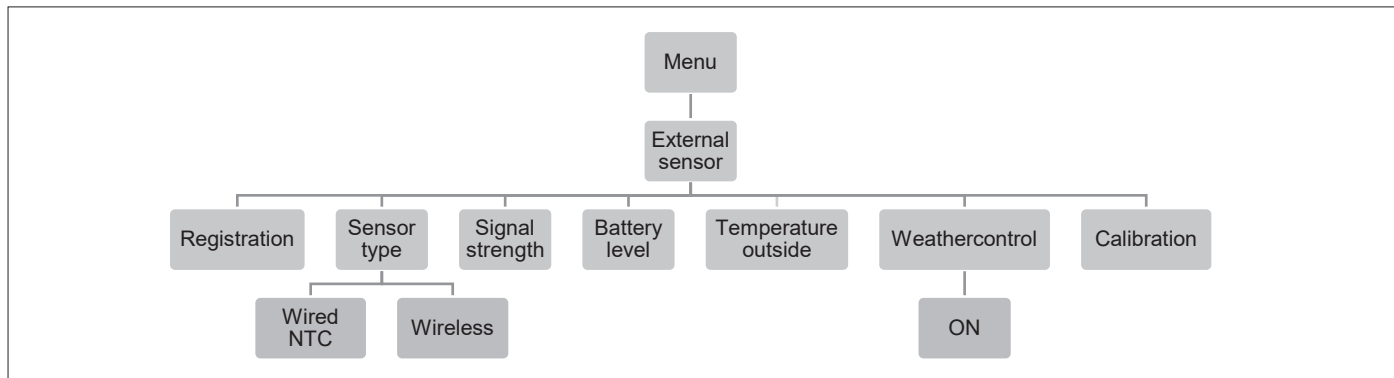 Menu
External
sensor
Registration
Sensor
type
Signal
strength
Battery
level
Temperature
outside
Weathercontrol
Calibration
Wired
NTC
Wireless
ON